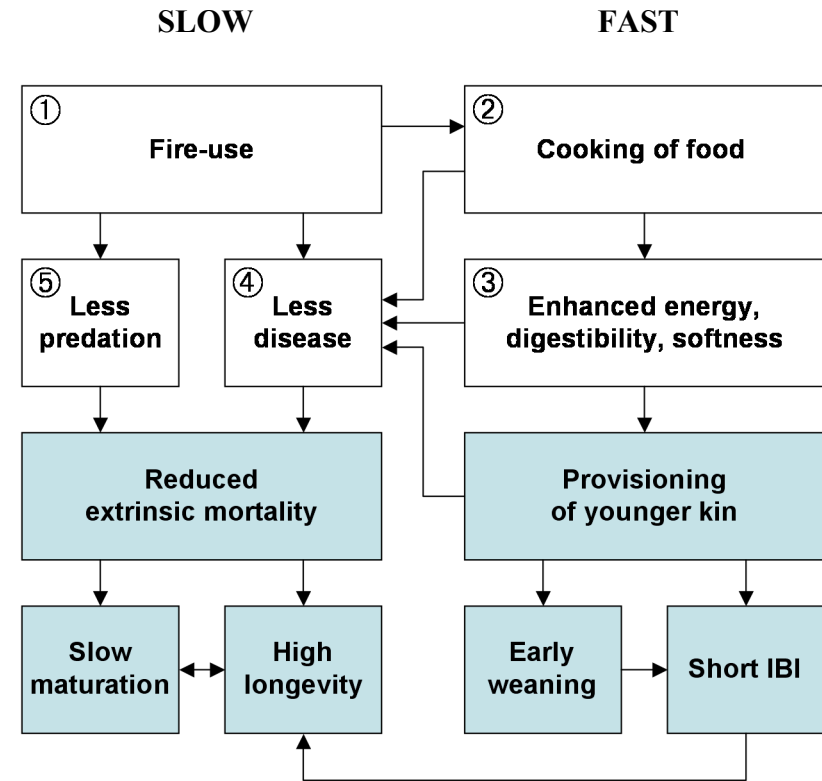 SLOW
FAST
①
Fire-use
②
Cooking of food
⑤
Less
predation
④
Less
disease
③
Enhanced energy,
digestibility, softness
Reduced
extrinsic mortality
Provisioning
of younger kin
Slow
maturation
High
longevity
Early
weaning
Short IBI